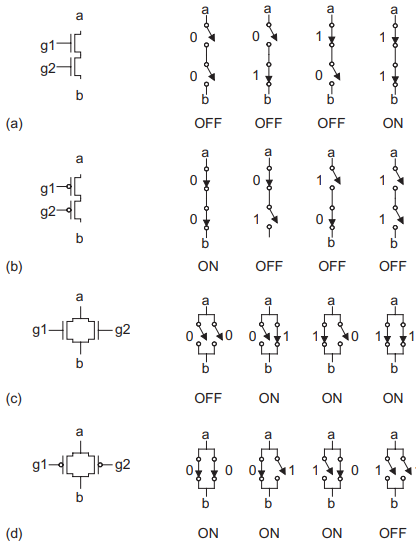 a a a a a
g1 0 0 1 1
g2 0 1 0 1
b b b b b
(a) OFF OFF OFF ON
a a a a a
g1 0 0 1 1
g2 0 1 0 1
b b b b
(b) ON OFF OFF OFF
a a a a a
g1 g2 0 0 0 1 1 0 1 1
b b b b b
(c) OFF ON ON ON
a a a a a
g1 g2 0 0 0 1 1 0 1
b b b b b
(d) ON ON ON OFF